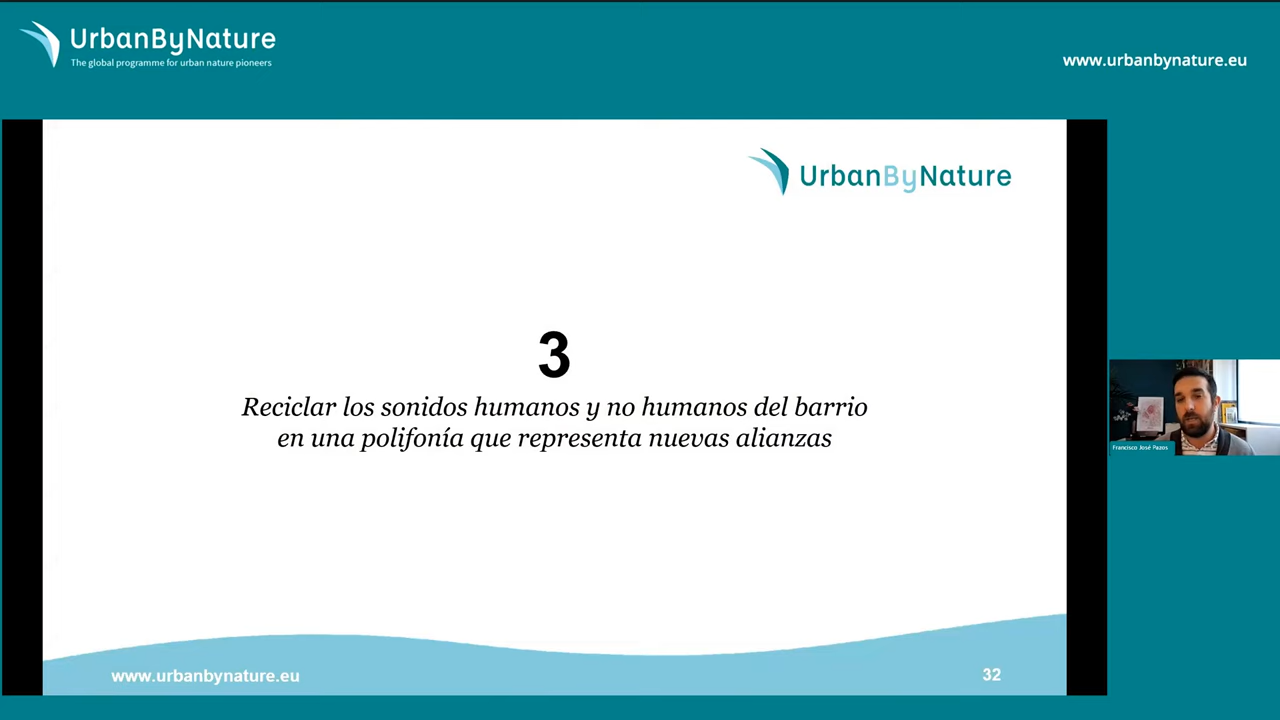 UrbanByNature
The global programme for urban nature pioneers
www.urbanbynature.eu
UrbanByNature
3
Reciclar los sonidos humanos y no humanos del barrio
en una polifonía que representa nuevas alianzas
Francisco José Pazos
www.urbanbynature.eu
32